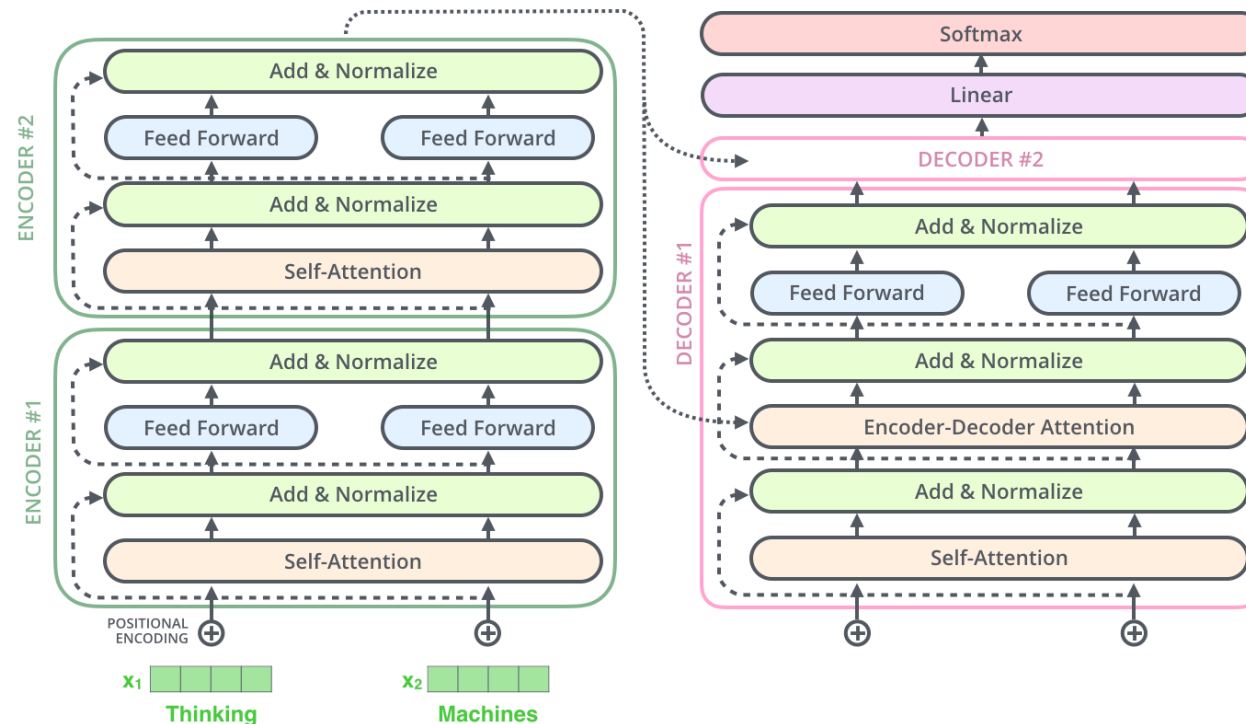 ENCODER #2
Add & Normalize
Feed Forward
Feed Forward
Add & Normalize
Self-Attention
ENCODER #1
Add & Normalize
Feed Forward
Feed Forward
Add & Normalize
Self-Attention
POSITIONAL
ENCODING
x₁
x₂
Thinking
Machines
Softmax
Linear
DECODER #2
DECODER #1
Add & Normalize
Feed Forward
Feed Forward
Add & Normalize
Encoder-Decoder Attention
Add & Normalize
Self-Attention